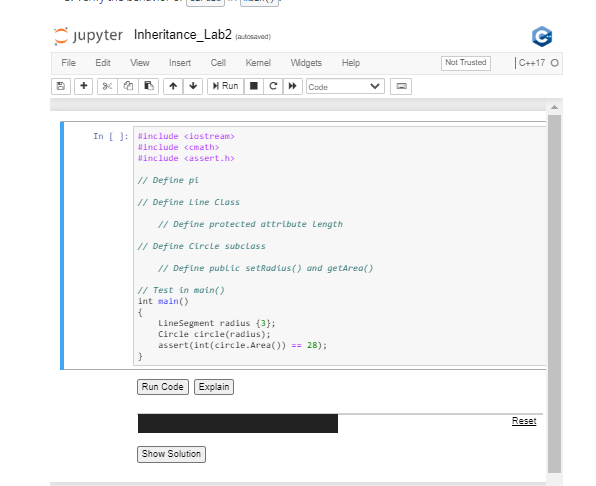 jupyter Inheritance_Lab2 (autosaved)
File Edit View Insert Cell Kernel Widgets Help Not Trusted C++17
Run Code
In [ ]: #include <iostream>
#include <cmath>
#include <assert.h>
// Define pi
// Define Line Class
// Define protected attribute Length
// Define Circle subclass
// Define public setRadius() and getArea()
// Test in main()
int main()
{
LineSegment radius {3};
Circle circle(radius);
assert(int(circle.Area()) == 28);
}
Run Code Explain
Reset
Show Solution